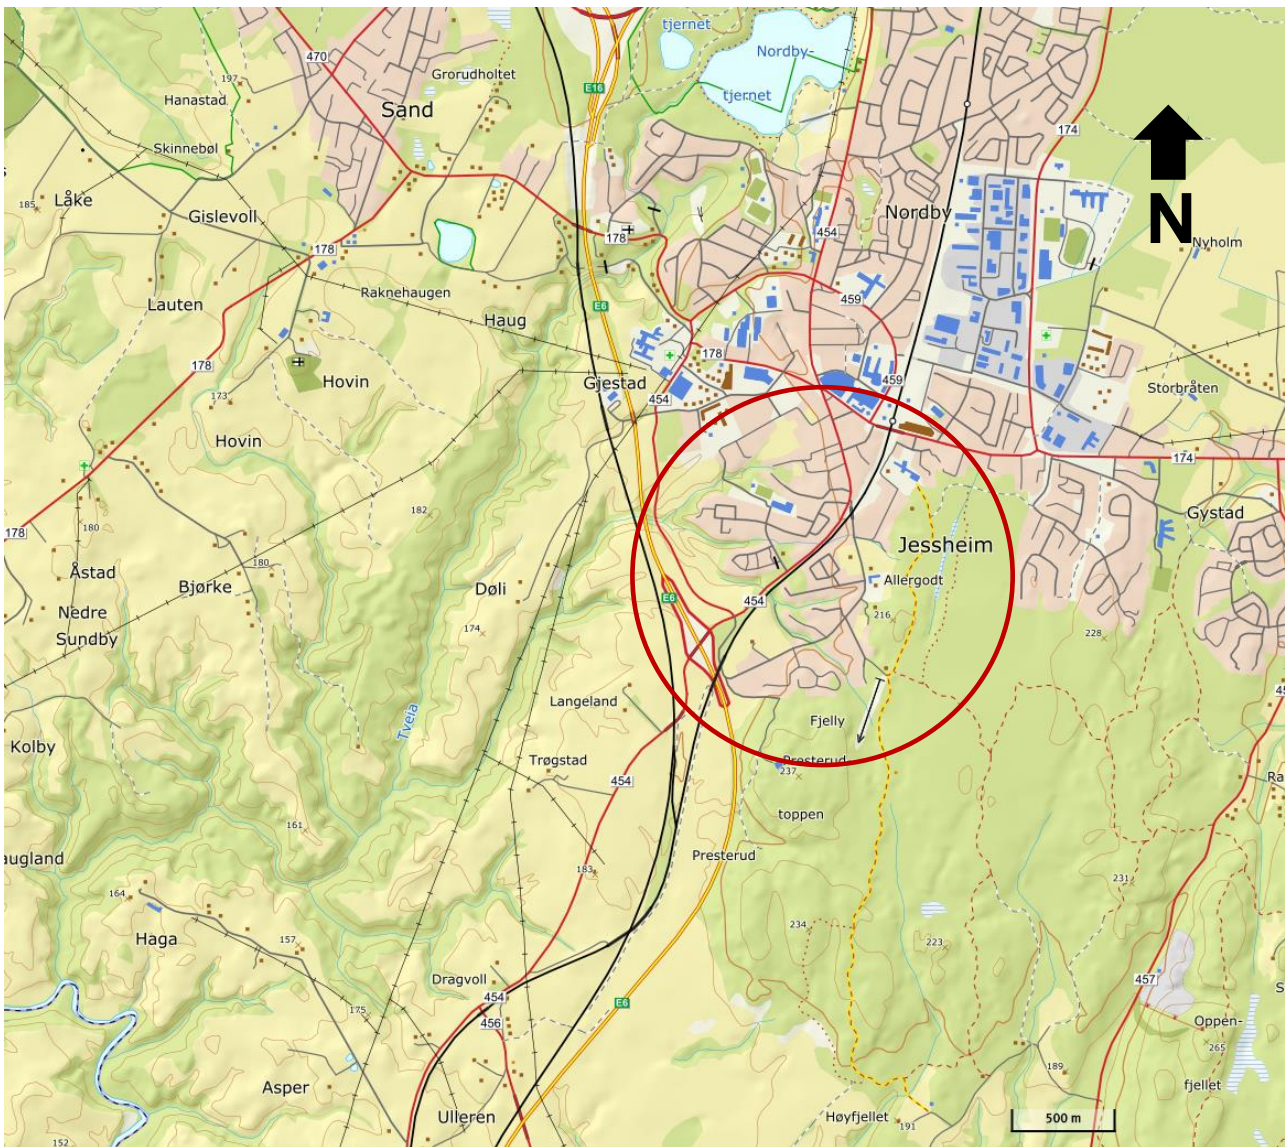 tjernet
Nordby-
tjernet
470
Grorudholtet
197
Hanastad
Sand
E16
174
Skinnebøl
N
Låke
185
Gislevoll
178
178
454
Nordby
Nyholm
Raknehaugen
Lauten
E6
459
Haug
178
178
Gjestad
454
459
Hovin
173
Storbråten
Hovin
174
182
178
180
Gystad
Jessheim
180
Åstad
Bjørke
Døli
Allergodt
E6
454
Nedre
Sundby
174
216
228
Langeland
Tveia
Fjelly
Kolby
Trøgstad
Presterud
237
454
toppen
161
Presterud
augland
183
164
231
234
Haga
157
223
Dragvoll
457
454
E6
175
456
Oppen-
265
189
fjellet
Asper
Ulleren
Høyfjellet
191
500 m
152